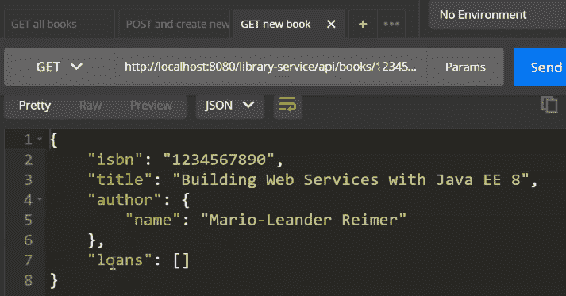 GET all books
POST and create new
GET new book
No Environment
GET
http://localhost:8080/library-service/api/books/12345...
Params
Send
Pretty
Raw
Preview
JSON
1 {
2 "isbn": "1234567890",
3 "title": "Building Web Services with Java EE 8",
4 "author": {
5 "name": "Mario-Leander Reimer"
6 },
7 "loans": []
8 }